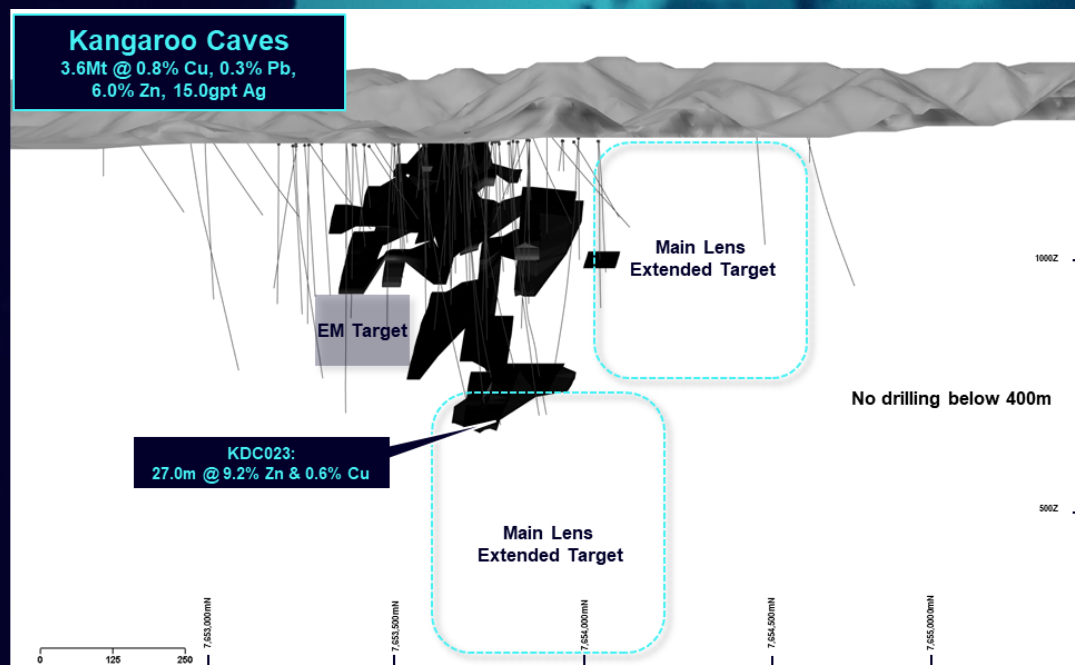 Kangaroo Caves
3.6Mt @ 0.8% Cu, 0.3% Pb,
6.0% Zn, 15.0gpt Ag
Main Lens
Extended Target
1000Z
EM Target
No drilling below 400m
KDC023:
27.0m @ 9.2% Zn & 0.6% Cu
500Z
Main Lens
Extended Target
7,653,000mN
7,653,500mN
7,654,000mN
7,654,500mN
7,655,000mN
0
125
250